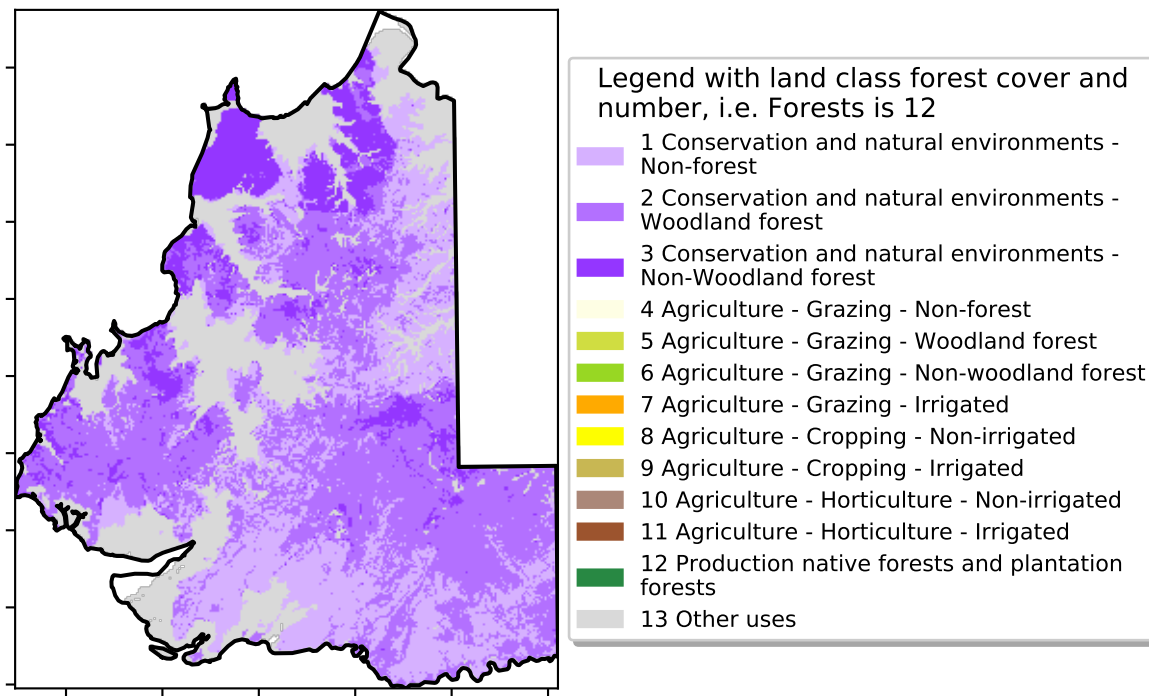 Legend with land class forest cover and
number, i.e. Forests is 12
1 Conservation and natural environments -
Non-forest
2 Conservation and natural environments -
Woodland forest
3 Conservation and natural environments -
Non-Woodland forest
4 Agriculture - Grazing - Non-forest
5 Agriculture - Grazing - Woodland forest
6 Agriculture - Grazing - Non-woodland forest
7 Agriculture - Grazing - Irrigated
8 Agriculture - Cropping - Non-irrigated
9 Agriculture - Cropping - Irrigated
10 Agriculture - Horticulture - Non-irrigated
11 Agriculture - Horticulture - Irrigated
12 Production native forests and plantation
forests
13 Other uses